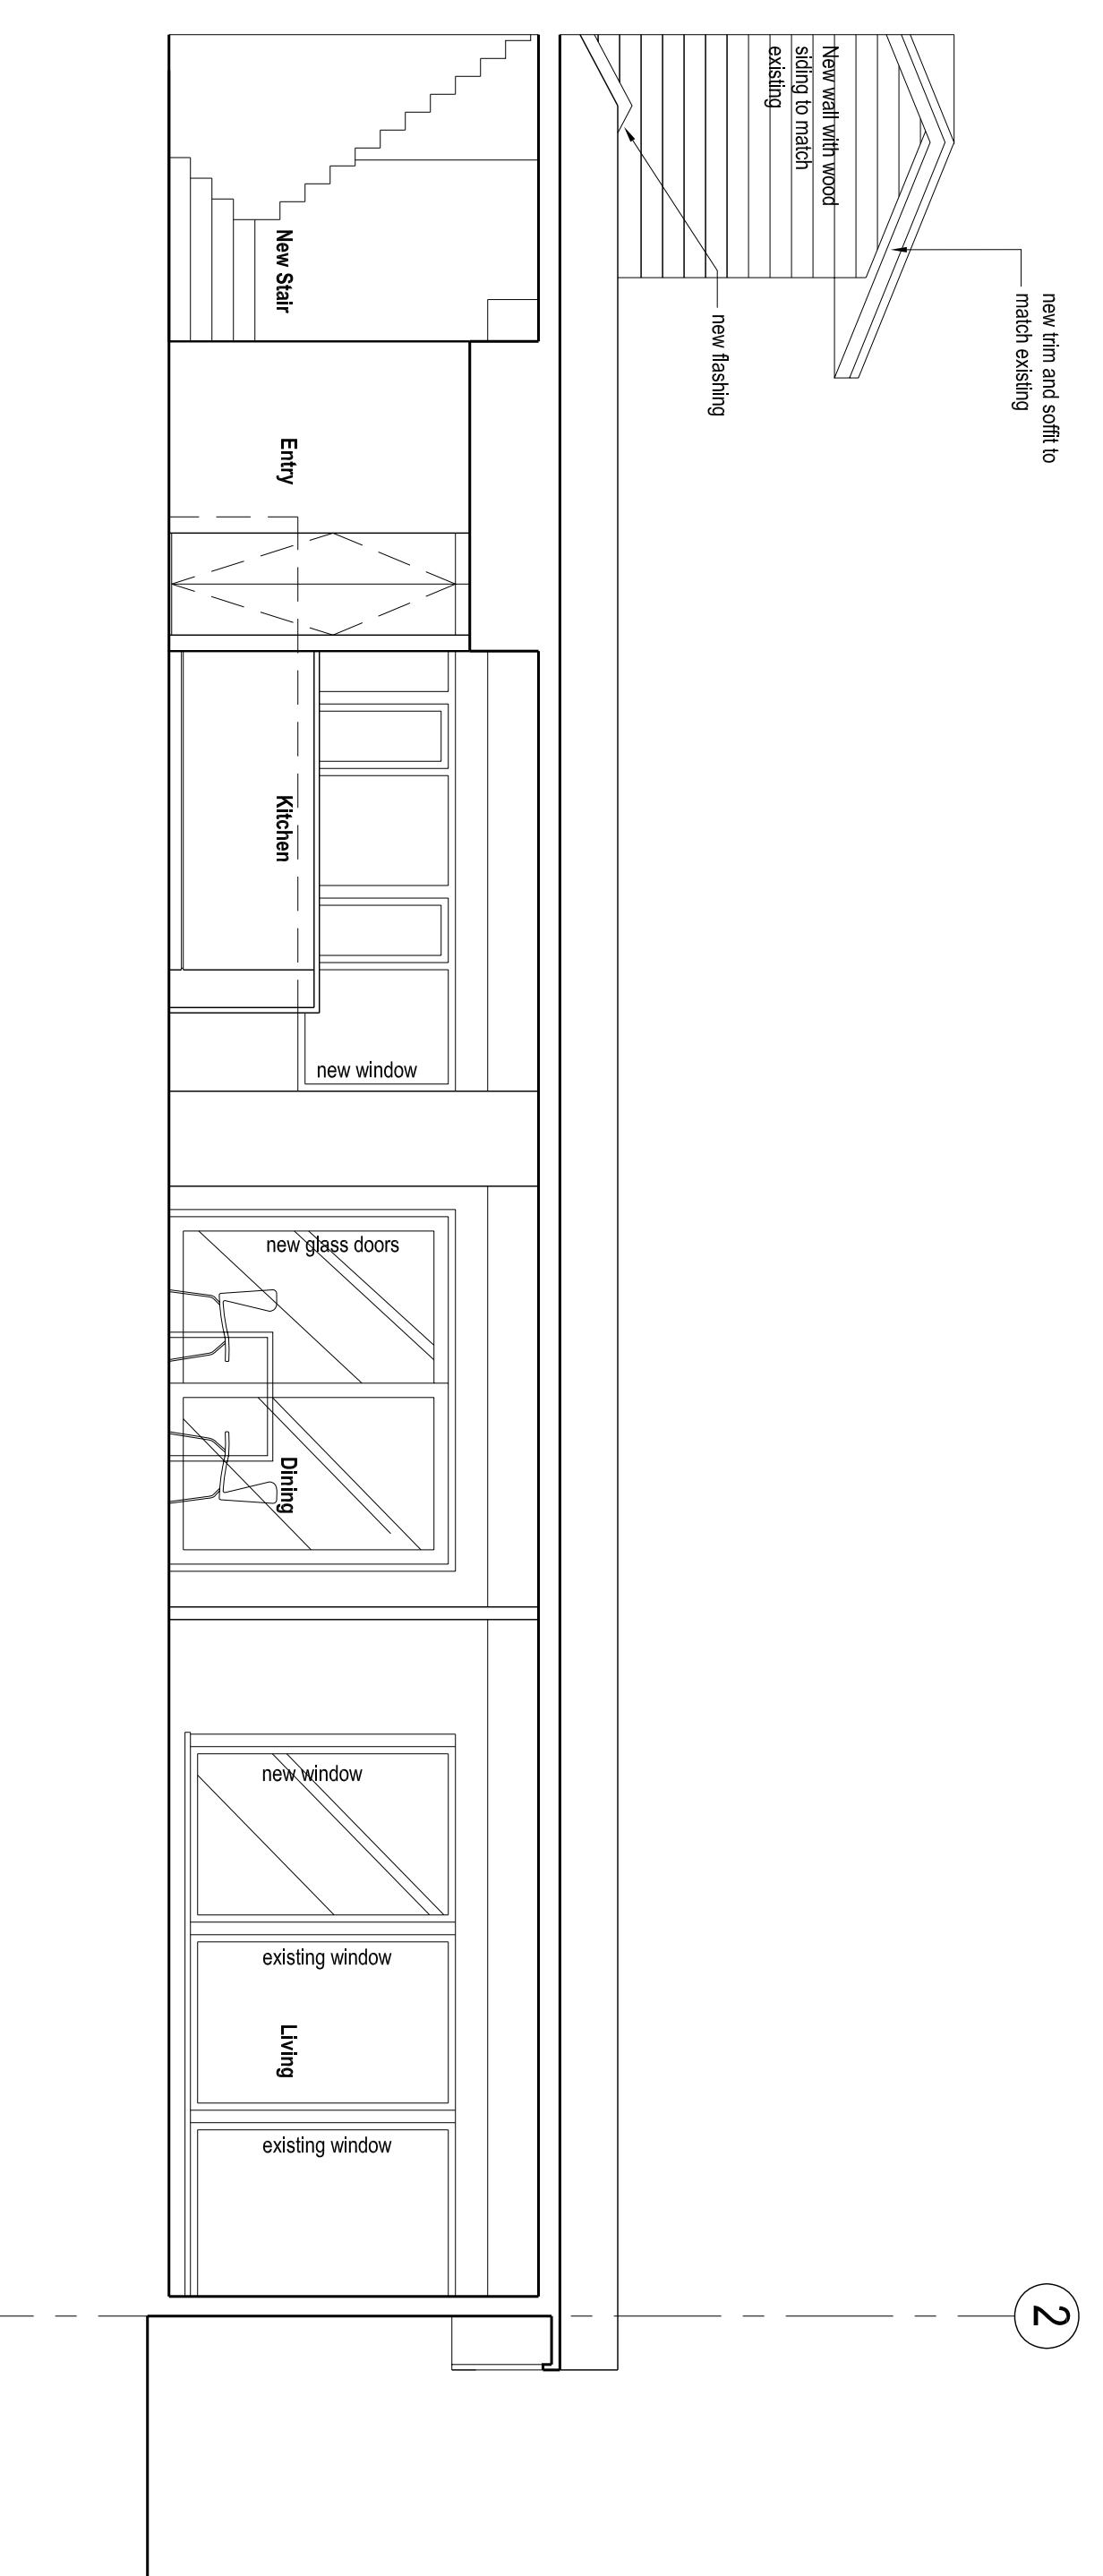 new trim and soffit to
match existing
New wall with wood
siding to match
existing
new flashing
2
New Stair
Entry
Kitchen
new window
new glass doors
Dining
new window
existing window
Living
existing window